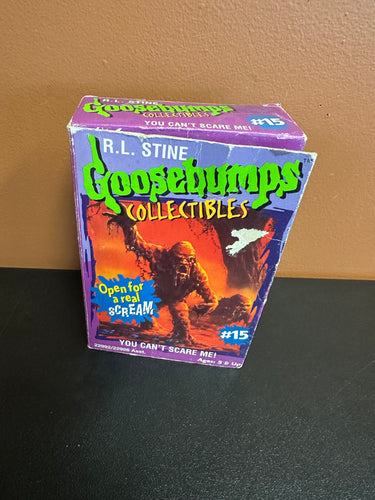 R.L. STINE
Goosebumps
COLLECTIBLES
YOU CAN'T SCARE ME!
#15
R.L. STINE
Goosebumps
COLLECTIBLES
Open for
a real
SCREAM
#15
YOU CAN'T SCARE ME!
Ages: 5 & Up